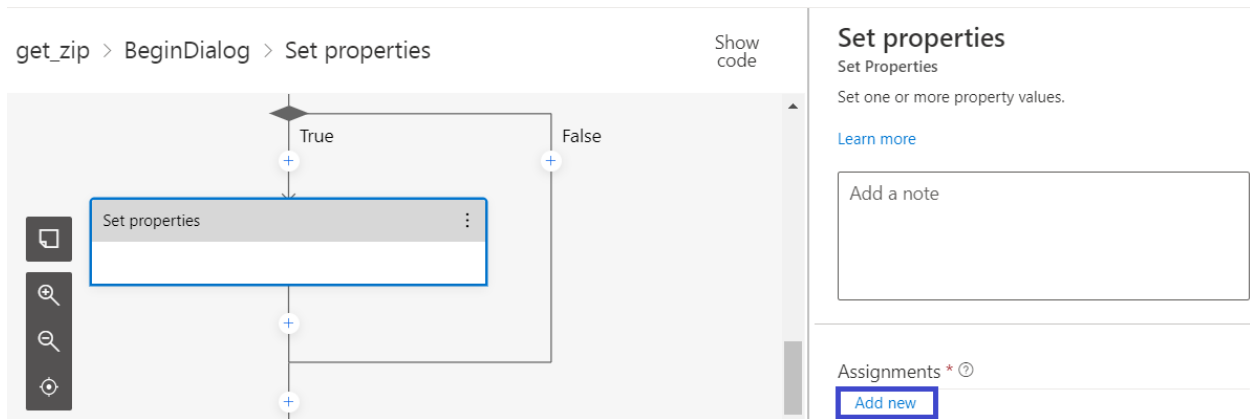 get_zip > BeginDialog > Set properties
Show
code
True
False
Set properties
Set properties
Set Properties
Set one or more property values.
Learn more
Add a note
Assignments *
Add new